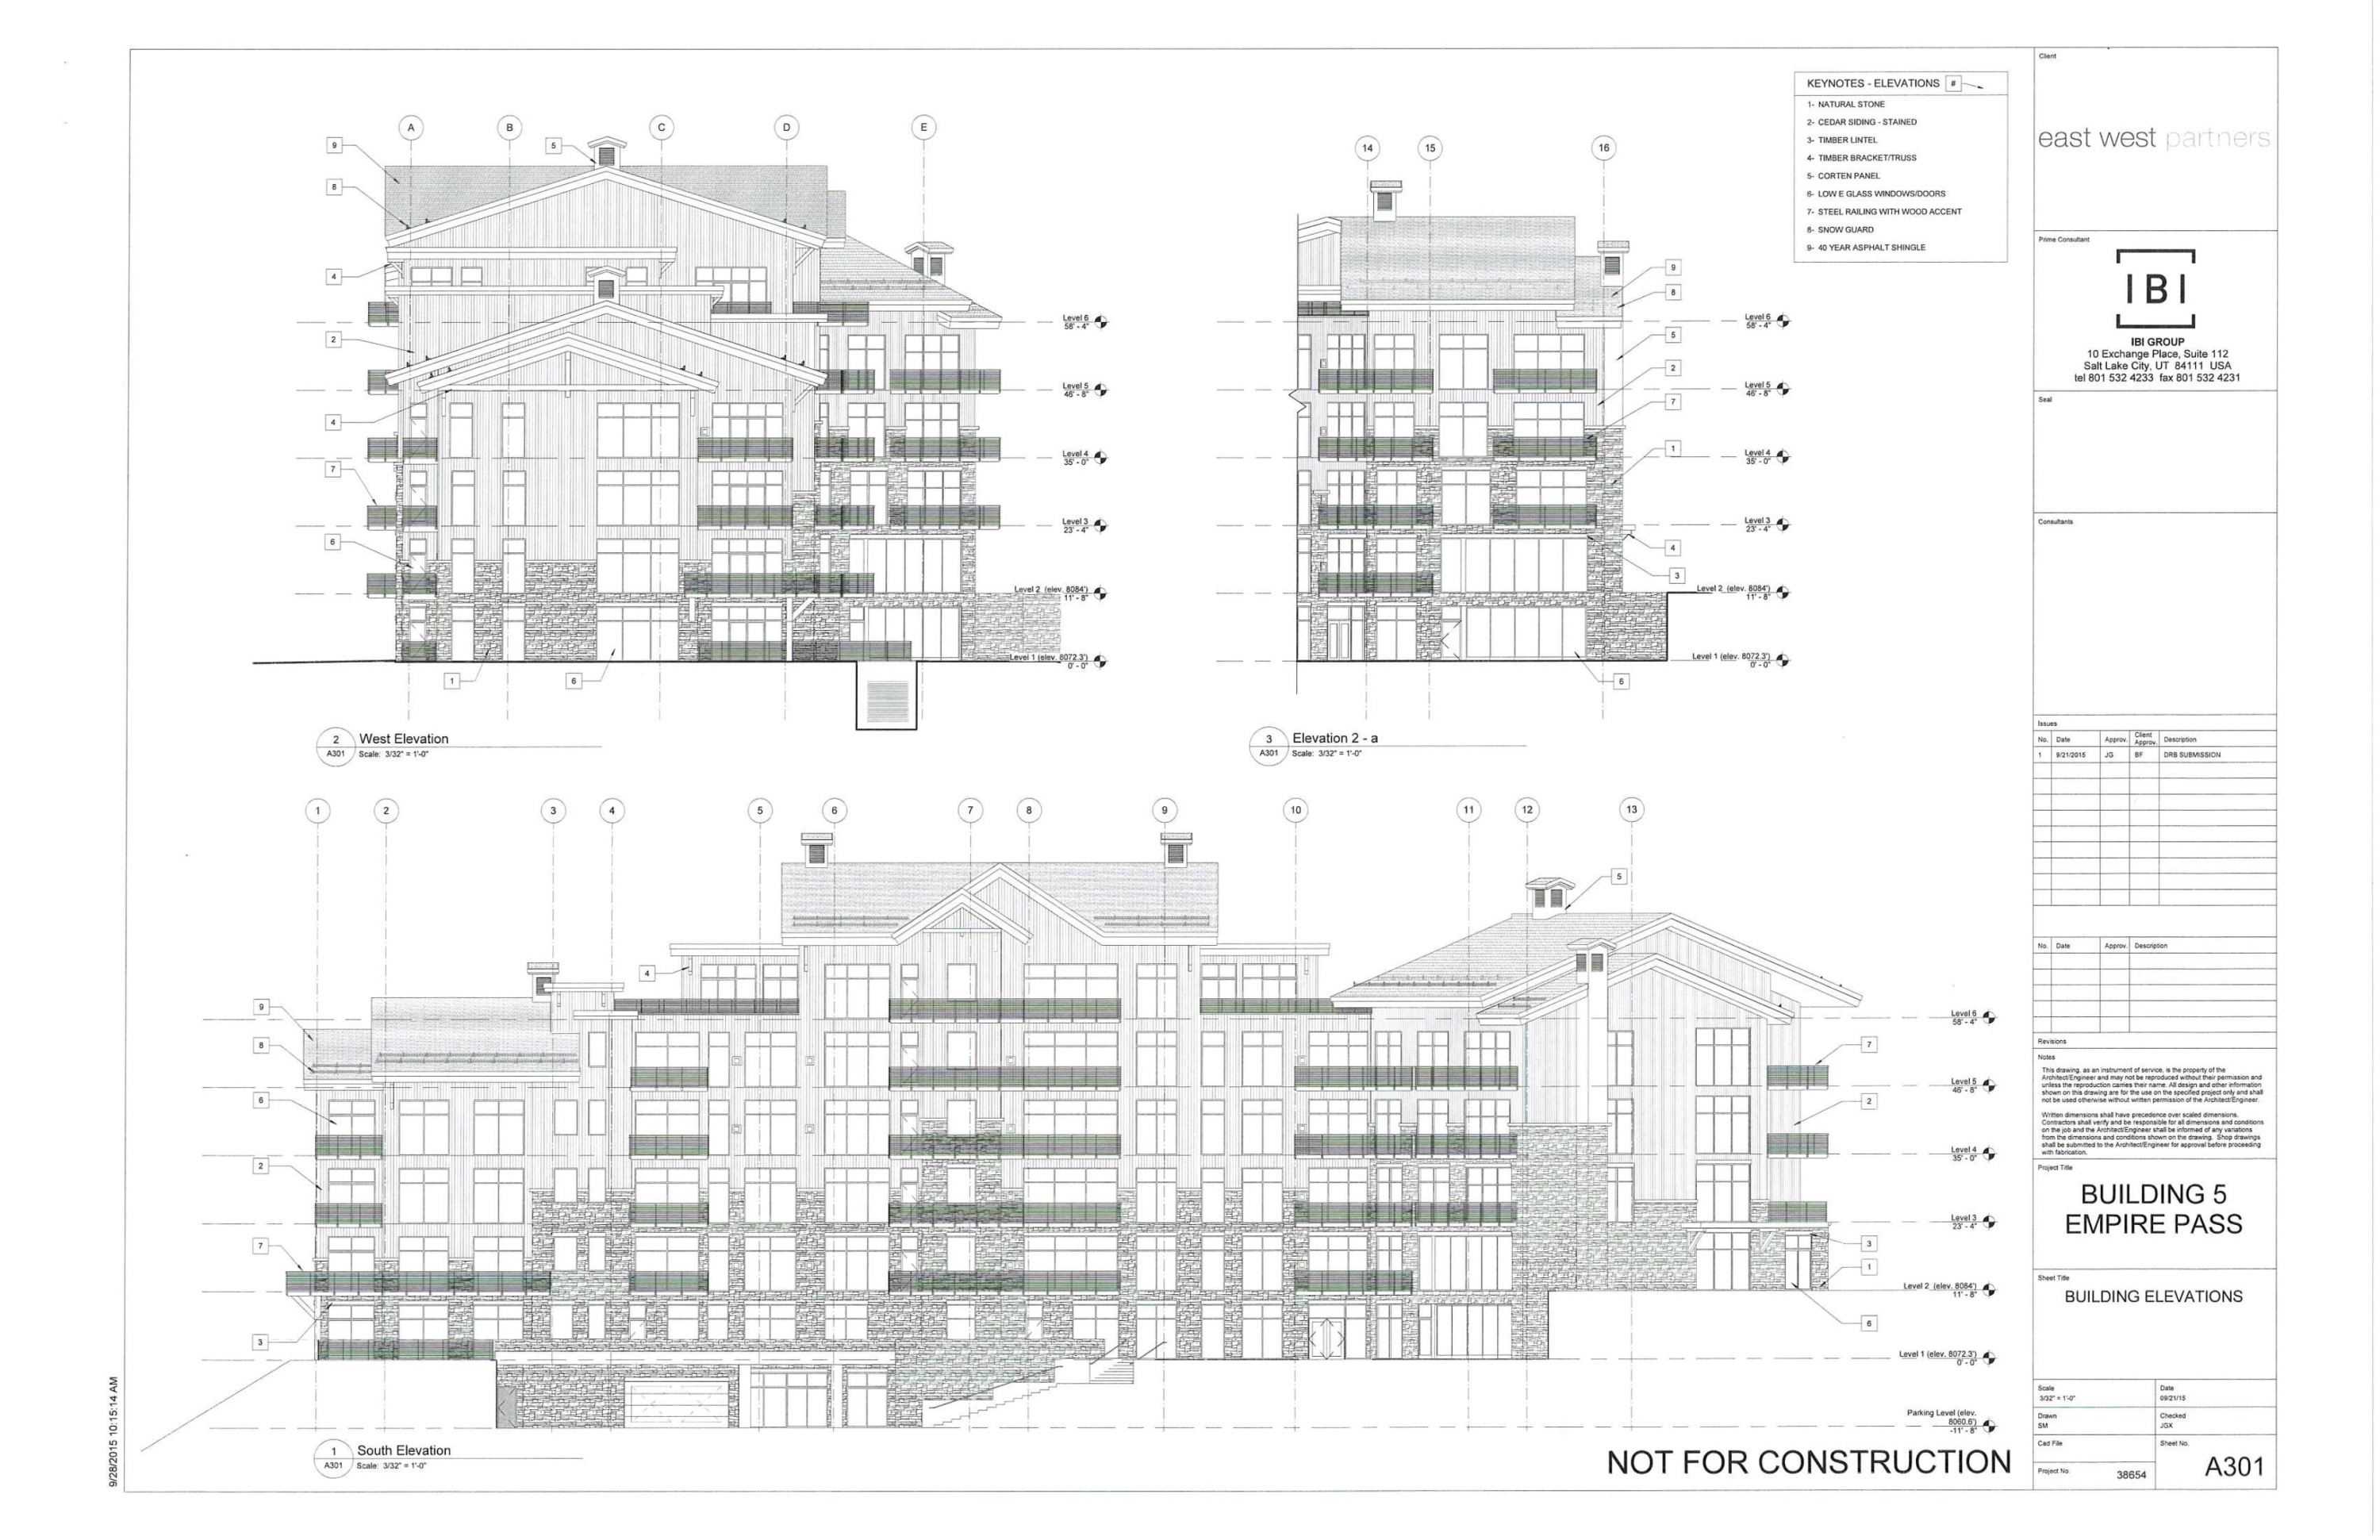 KEYNOTES - ELEVATIONS #
1- NATURAL STONE
2- CEDAR SIDING - STAINED
3- TIMBER LINTEL
4- TIMBER BRACKET/TRUSS
5- CORTEN PANEL
6- LOW E GLASS WINDOWS/DOORS
7- STEEL RAILING WITH WOOD ACCENT
8- SNOW GUARD
9- 40 YEAR ASPHALT SHINGLE
A B C D E
9
5
8
4
2
4
7
6
1
6
Level 6
58' - 4"
Level 5
46' - 8"
Level 4
35' - 0"
Level 3
23' - 4"
Level 2 (elev. 8084')
11' - 8"
Level 1 (elev. 8072.3')
0' - 0"
2 West Elevation
A301 Scale: 3/32" = 1'-0"
14 15 16
9
8
5
2
7
1
4
3
6
Level 6
58' - 4"
Level 5
46' - 8"
Level 4
35' - 0"
Level 3
23' - 4"
Level 2 (elev. 8084')
11' - 8"
Level 1 (elev. 8072.3')
0' - 0"
3 Elevation 2 - a
A301 Scale: 3/32" = 1'-0"
1 2 3 4 5 6 7 8 9 10 11 12 13
5
4
9
8
6
2
7
3
7
2
3
1
6
Level 6
58' - 4"
Level 5
46' - 8"
Level 4
35' - 0"
Level 3
23' - 4"
Level 2 (elev. 8084')
11' - 8"
Level 1 (elev. 8072.3')
0' - 0"
Parking Level (elev.
8060.6')
-11' - 8"
1 South Elevation
A301 Scale: 3/32" = 1'-0"
NOT FOR CONSTRUCTION
9/28/2015 10:15:14 AM
Client
east west partners
Prime Consultant
IBI
IBI GROUP
10 Exchange Place, Suite 112
Salt Lake City, UT 84111 USA
tel 801 532 4233 fax 801 532 4231
Seal
Consultants
Issues
No. Date Approv. Client Approv. Description
1 9/21/2015 JG BF DRB SUBMISSION
No. Date Approv. Description
Revisions
Notes
This drawing, as an instrument of service, is the property of the
Architect/Engineer and may not be reproduced without their permission and
unless the reproduction carries their name. All design and other information
shown on this drawing are for the use on the specified project only and shall
not be used otherwise without written permission of the Architect/Engineer.
Written dimensions shall have precedence over scaled dimensions.
Contractors shall verify and be responsible for all dimensions and conditions
on the job and the Architect/Engineer shall be informed of any variations
from the dimensions and conditions shown on the drawing. Shop drawings
shall be submitted to the Architect/Engineer for approval before proceeding
with fabrication.
Project Title
BUILDING 5
EMPIRE PASS
Sheet Title
BUILDING ELEVATIONS
Scale
3/32" = 1'-0"
Date
09/21/15
Drawn
SM
Checked
JGX
Cad File
Sheet No.
A301
Project No.
38654